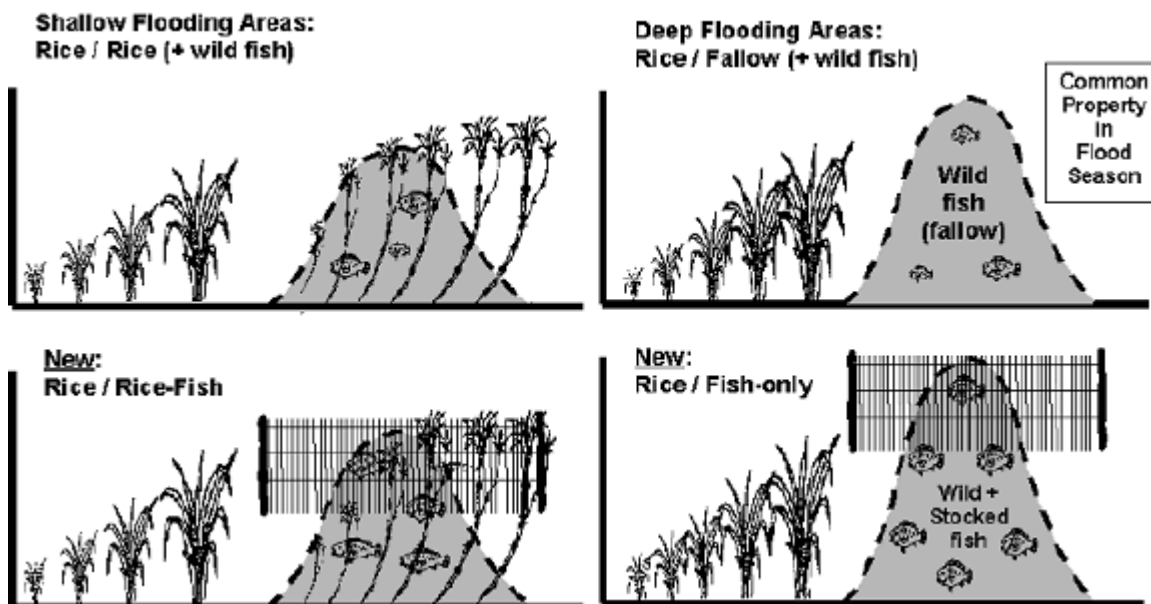 Shallow Flooding Areas:
Rice / Rice (+ wild fish)
Deep Flooding Areas:
Rice / Fallow (+ wild fish)
Common
Property
in
Flood
Season
Wild
fish
(fallow)
New:
Rice / Rice-Fish
New:
Rice / Fish-only
Wild +
Stocked
fish